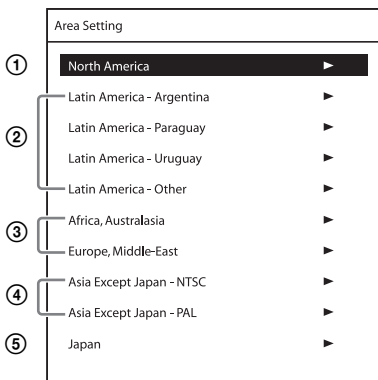 Area Setting
① North America ►
Latin America - Argentina ►
② Latin America - Paraguay ►
Latin America - Uruguay ►
Latin America - Other ►
③ Africa, Australasia ►
Europe, Middle-East ►
④ Asia Except Japan - NTSC ►
Asia Except Japan - PAL ►
⑤ Japan ►